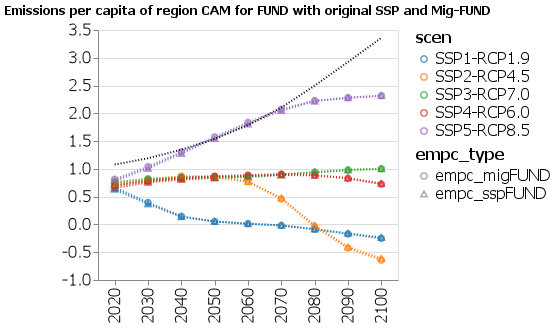 Emissions per capita of region CAM for FUND with original SSP and Mig-FUND
3.5
3.0
2.5
2.0
1.5
1.0
0.5
0.0
-0.5
-1.0
2020
2030
2040
2050
2060
2070
2080
2090
2100
scen
SSP1-RCP1.9
SSP2-RCP4.5
SSP3-RCP7.0
SSP4-RCP6.0
SSP5-RCP8.5
empc_type
empc_migFUND
empc_sspFUND